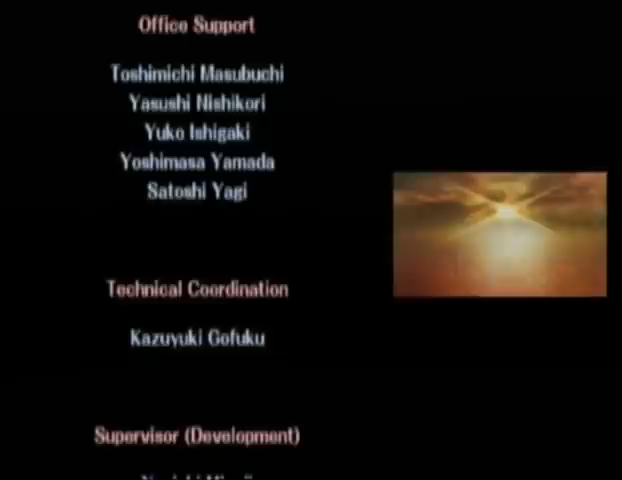 Office Support
Toshimichi Masubuchi
Yasushi Nishikori
Yuko Ishigaki
Yoshimasa Yamada
Satoshi Yagi
Technical Coordination
Kazuyuki Gofuku
Supervisor (Development)